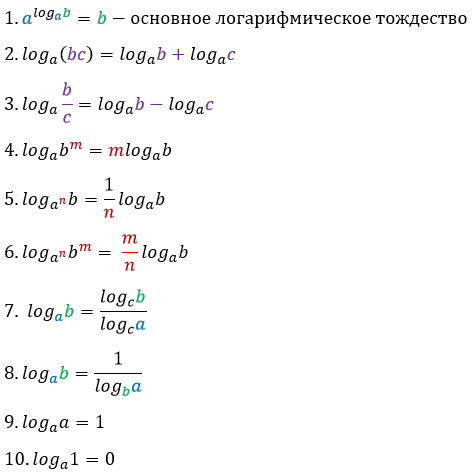 1. a^{log_a b} = b − основное логарифмическое тождество
2. log_a(bc) = log_a b + log_a c
3. log_a \frac{b}{c} = log_a b − log_a c
4. log_a b^m = m log_a b
5. log_{a^n} b = \frac{1}{n} log_a b
6. log_{a^n} b^m = \frac{m}{n} log_a b
7. log_a b = \frac{log_c b}{log_c a}
8. log_a b = \frac{1}{log_b a}
9. log_a a = 1
10. log_a 1 = 0